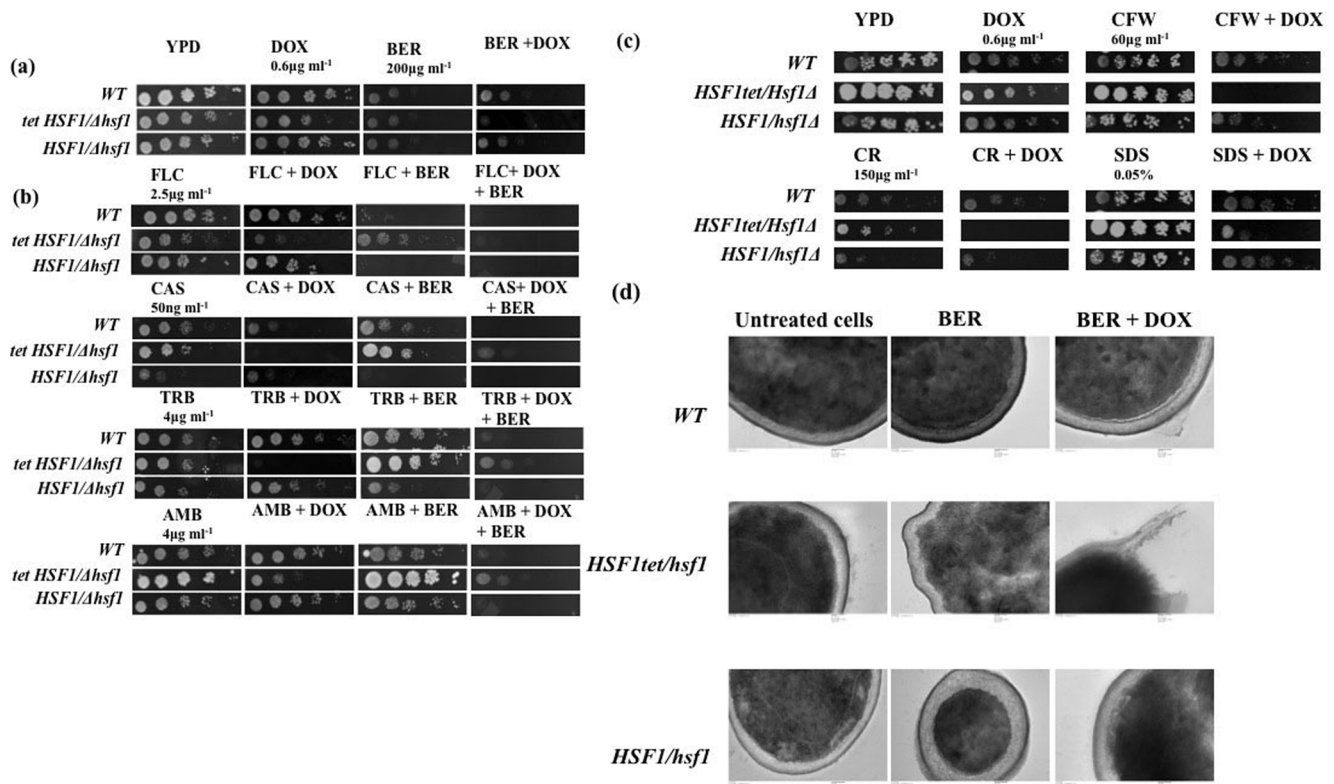 (a)
YPD DOX BER BER +DOX
0.6µg ml-1 200µg ml-1
WT
tet HSF1/Δhsf1
HSF1/Δhsf1
(b)
FLC FLC + DOX FLC + BER FLC+ DOX
2.5µg ml-1 + BER
WT
tet HSF1/Δhsf1
HSF1/Δhsf1
CAS CAS + DOX CAS + BER CAS+ DOX
50ng ml-1 + BER
WT
tet HSF1/Δhsf1
HSF1/Δhsf1
TRB TRB + DOX TRB + BER TRB + DOX
4µg ml-1 + BER
WT
tet HSF1/Δhsf1
HSF1/Δhsf1
AMB AMB + DOX AMB + BER AMB + DOX
4µg ml-1 + BER
WT
tet HSF1/Δhsf1
HSF1/Δhsf1
(c)
YPD DOX CFW CFW + DOX
0.6µg ml-1 60µg ml-1
WT
HSF1tet/Hsf1Δ
HSF1/hsf1Δ
CR CR + DOX SDS SDS + DOX
150µg ml-1 0.05%
WT
HSF1tet/Hsf1Δ
HSF1/hsf1Δ
(d)
Untreated cells BER BER + DOX
WT
HSF1tet/hsf1
HSF1/hsf1